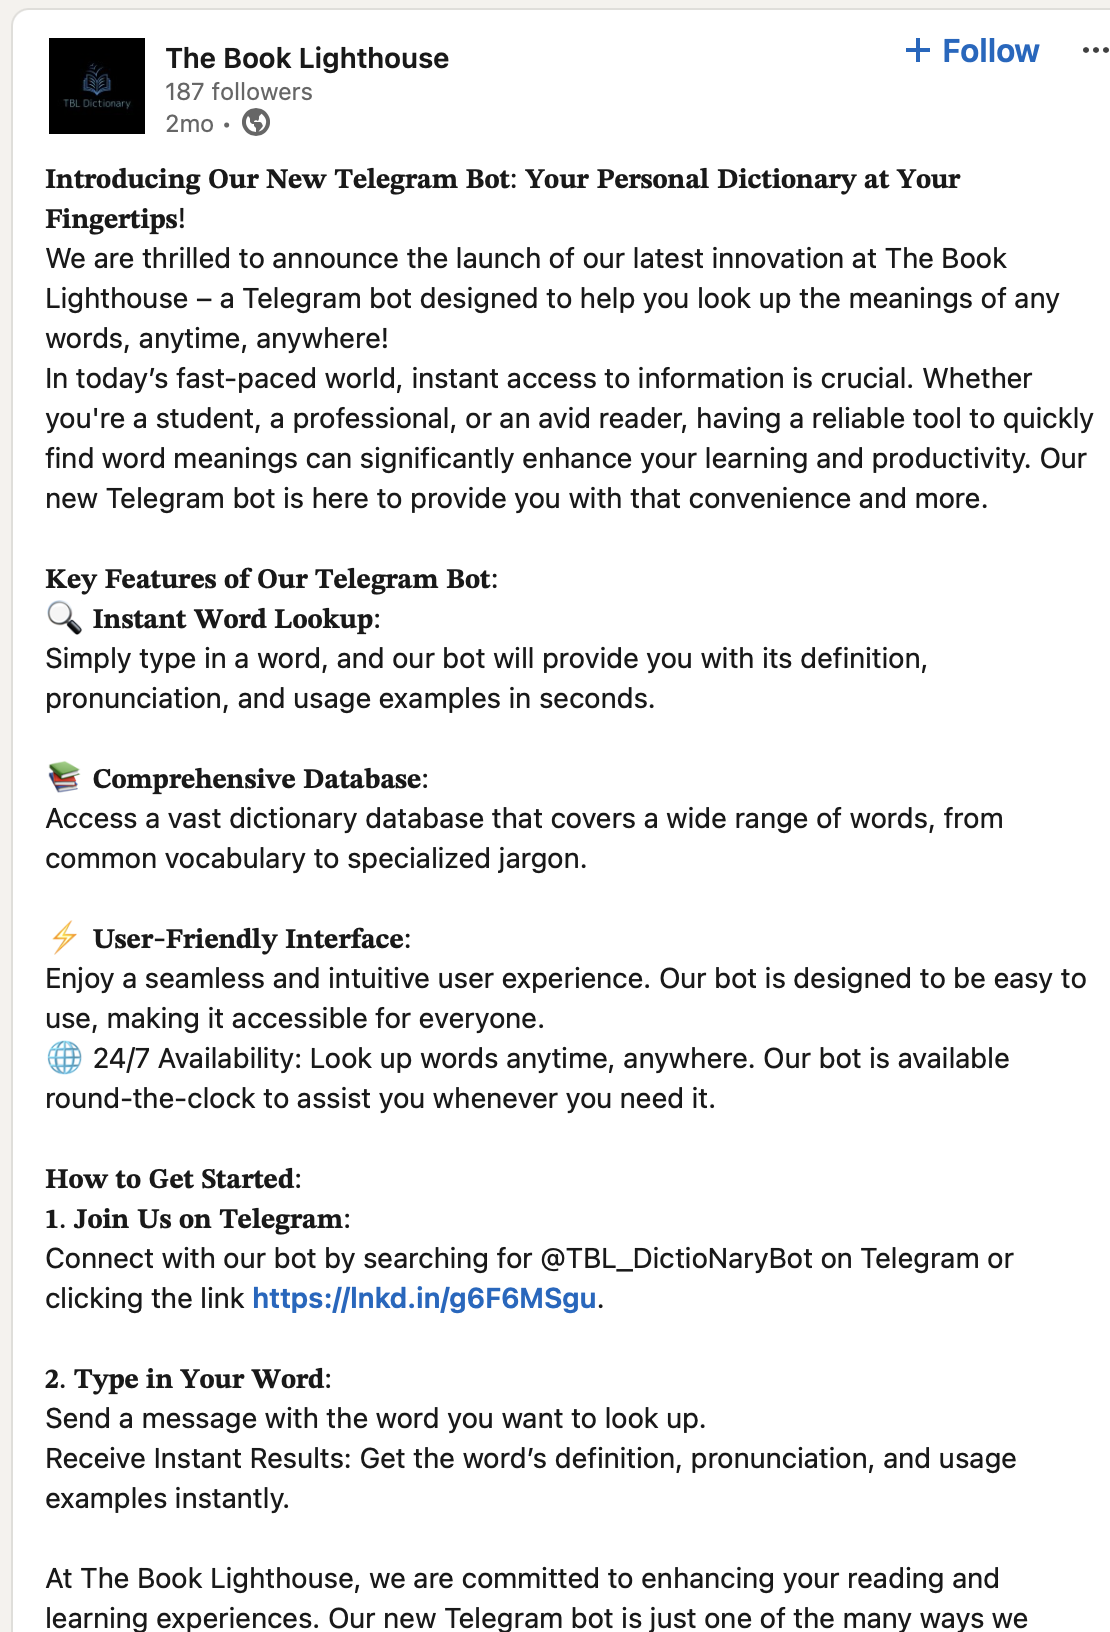 The Book Lighthouse
187 followers
2mo •
+ Follow
...
TBL Dictionary
Introducing Our New Telegram Bot: Your Personal Dictionary at Your
Fingertips!
We are thrilled to announce the launch of our latest innovation at The Book
Lighthouse – a Telegram bot designed to help you look up the meanings of any
words, anytime, anywhere!
In today’s fast-paced world, instant access to information is crucial. Whether
you're a student, a professional, or an avid reader, having a reliable tool to quickly
find word meanings can significantly enhance your learning and productivity. Our
new Telegram bot is here to provide you with that convenience and more.
Key Features of Our Telegram Bot:
🔍 Instant Word Lookup:
Simply type in a word, and our bot will provide you with its definition,
pronunciation, and usage examples in seconds.
📚 Comprehensive Database:
Access a vast dictionary database that covers a wide range of words, from
common vocabulary to specialized jargon.
⚡ User-Friendly Interface:
Enjoy a seamless and intuitive user experience. Our bot is designed to be easy to
use, making it accessible for everyone.
🌐 24/7 Availability: Look up words anytime, anywhere. Our bot is available
round-the-clock to assist you whenever you need it.
How to Get Started:
1. Join Us on Telegram:
Connect with our bot by searching for @TBL_DictioNaryBot on Telegram or
clicking the link https://lnkd.in/g6F6MSgu.
2. Type in Your Word:
Send a message with the word you want to look up.
Receive Instant Results: Get the word’s definition, pronunciation, and usage
examples instantly.
At The Book Lighthouse, we are committed to enhancing your reading and
learning experiences. Our new Telegram bot is just one of the many ways we